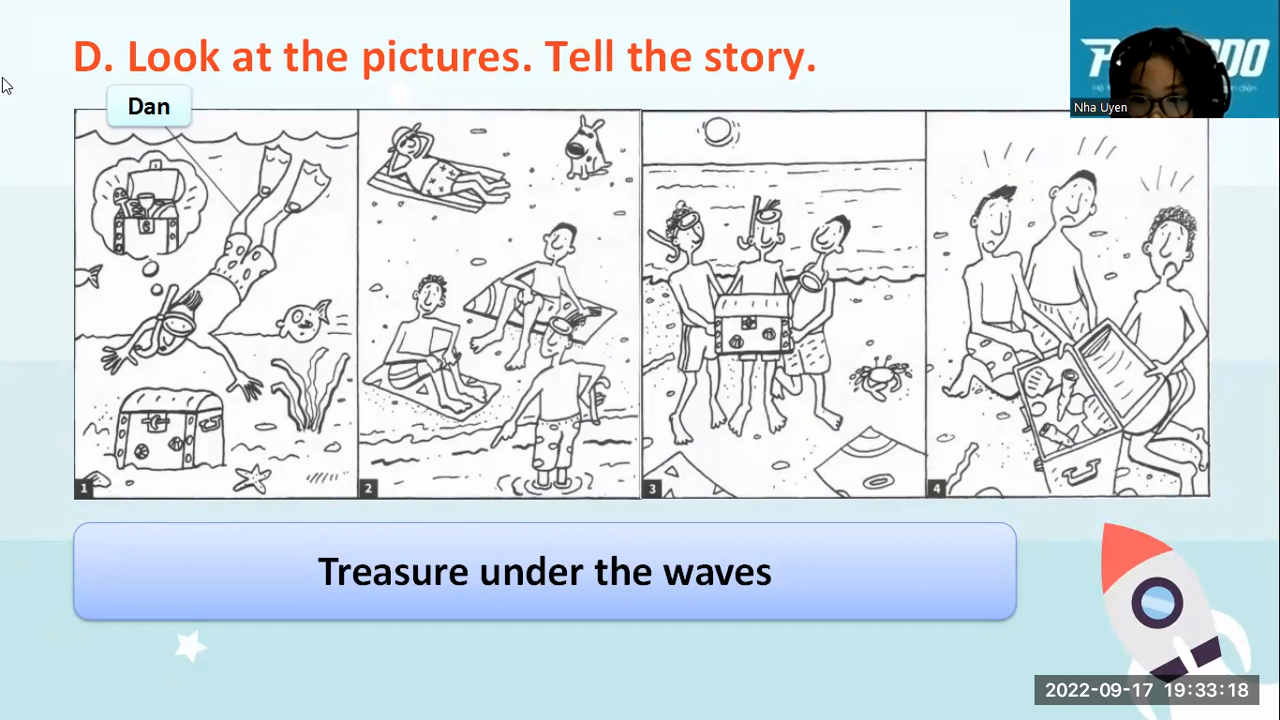 D. Look at the pictures. Tell the story.
Dan
Nha Uyen
1
2
3
4
Treasure under the waves
2022-09-17 19:33:18